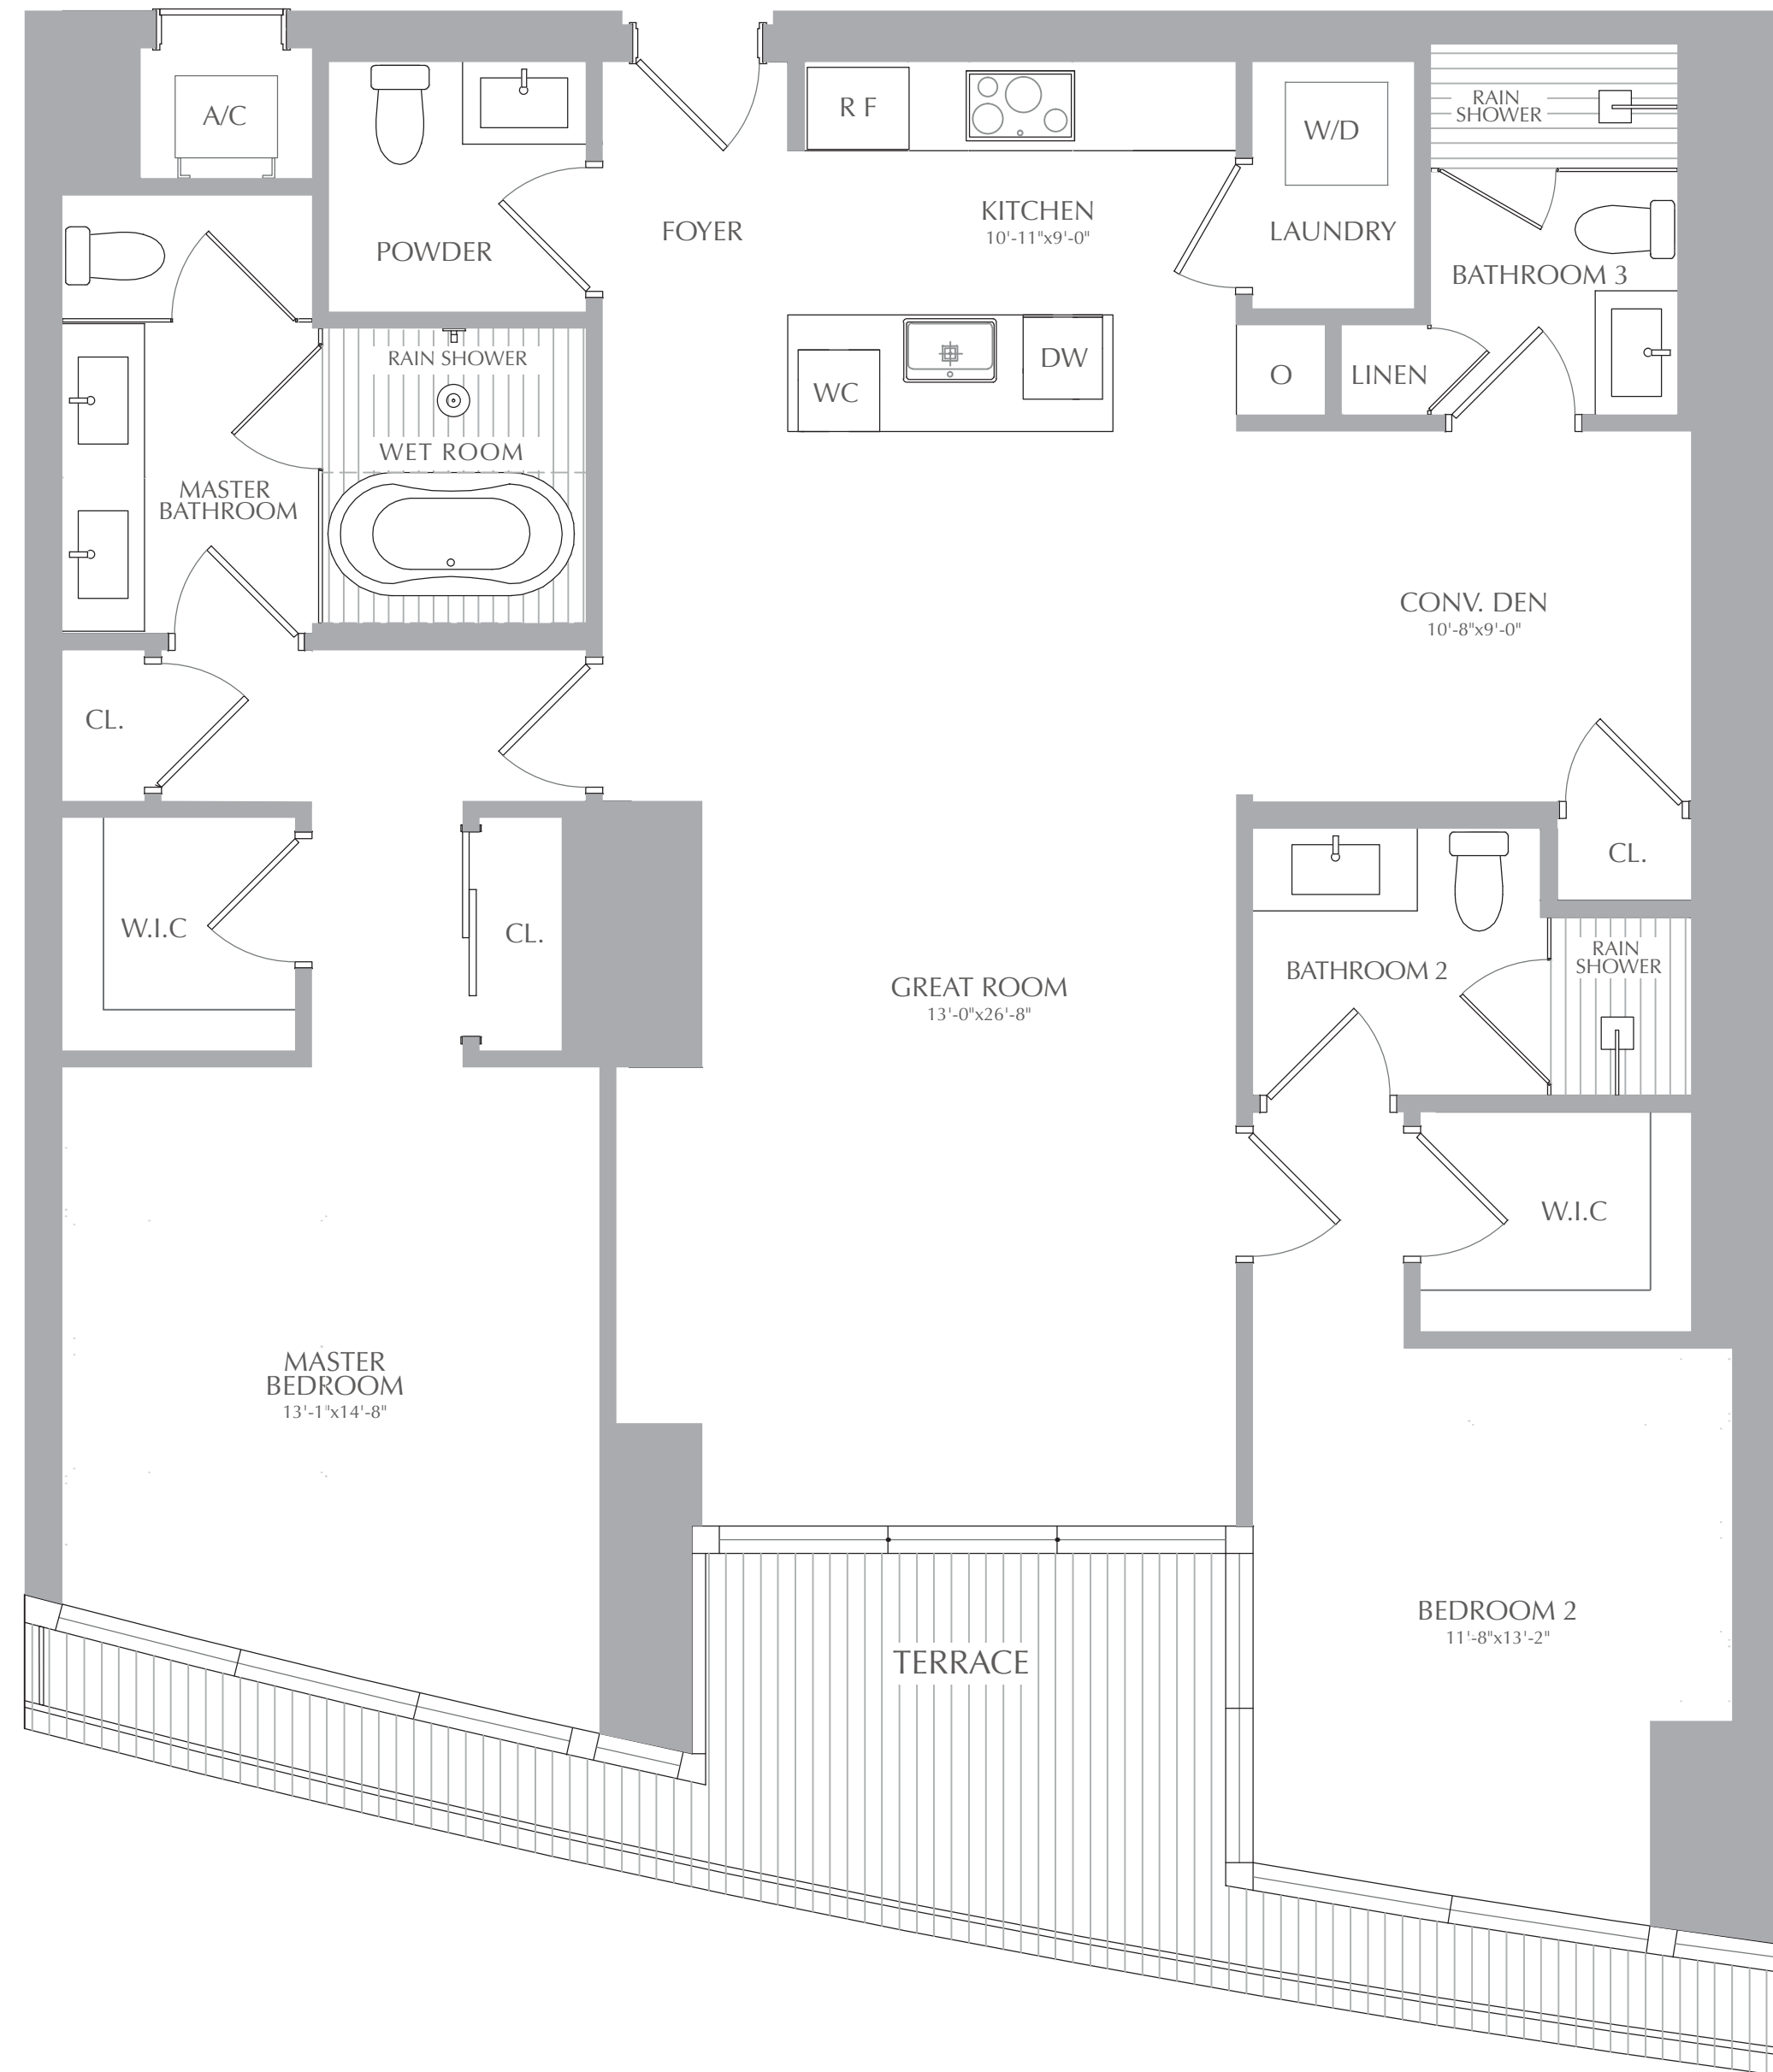 A/C
R F
W/D
RAIN
SHOWER
POWDER
FOYER
KITCHEN
10'-11"x9'-0"
LAUNDRY
BATHROOM 3
RAIN SHOWER
WC
DW
O
LINEN
WET ROOM
MASTER
BATHROOM
CONV. DEN
10'-8"x9'-0"
CL.
CL.
W.I.C
CL.
GREAT ROOM
13'-0"x26'-8"
BATHROOM 2
RAIN
SHOWER
W.I.C
MASTER
BEDROOM
13'-1"x14'-8"
BEDROOM 2
11'-8"x13'-2"
TERRACE